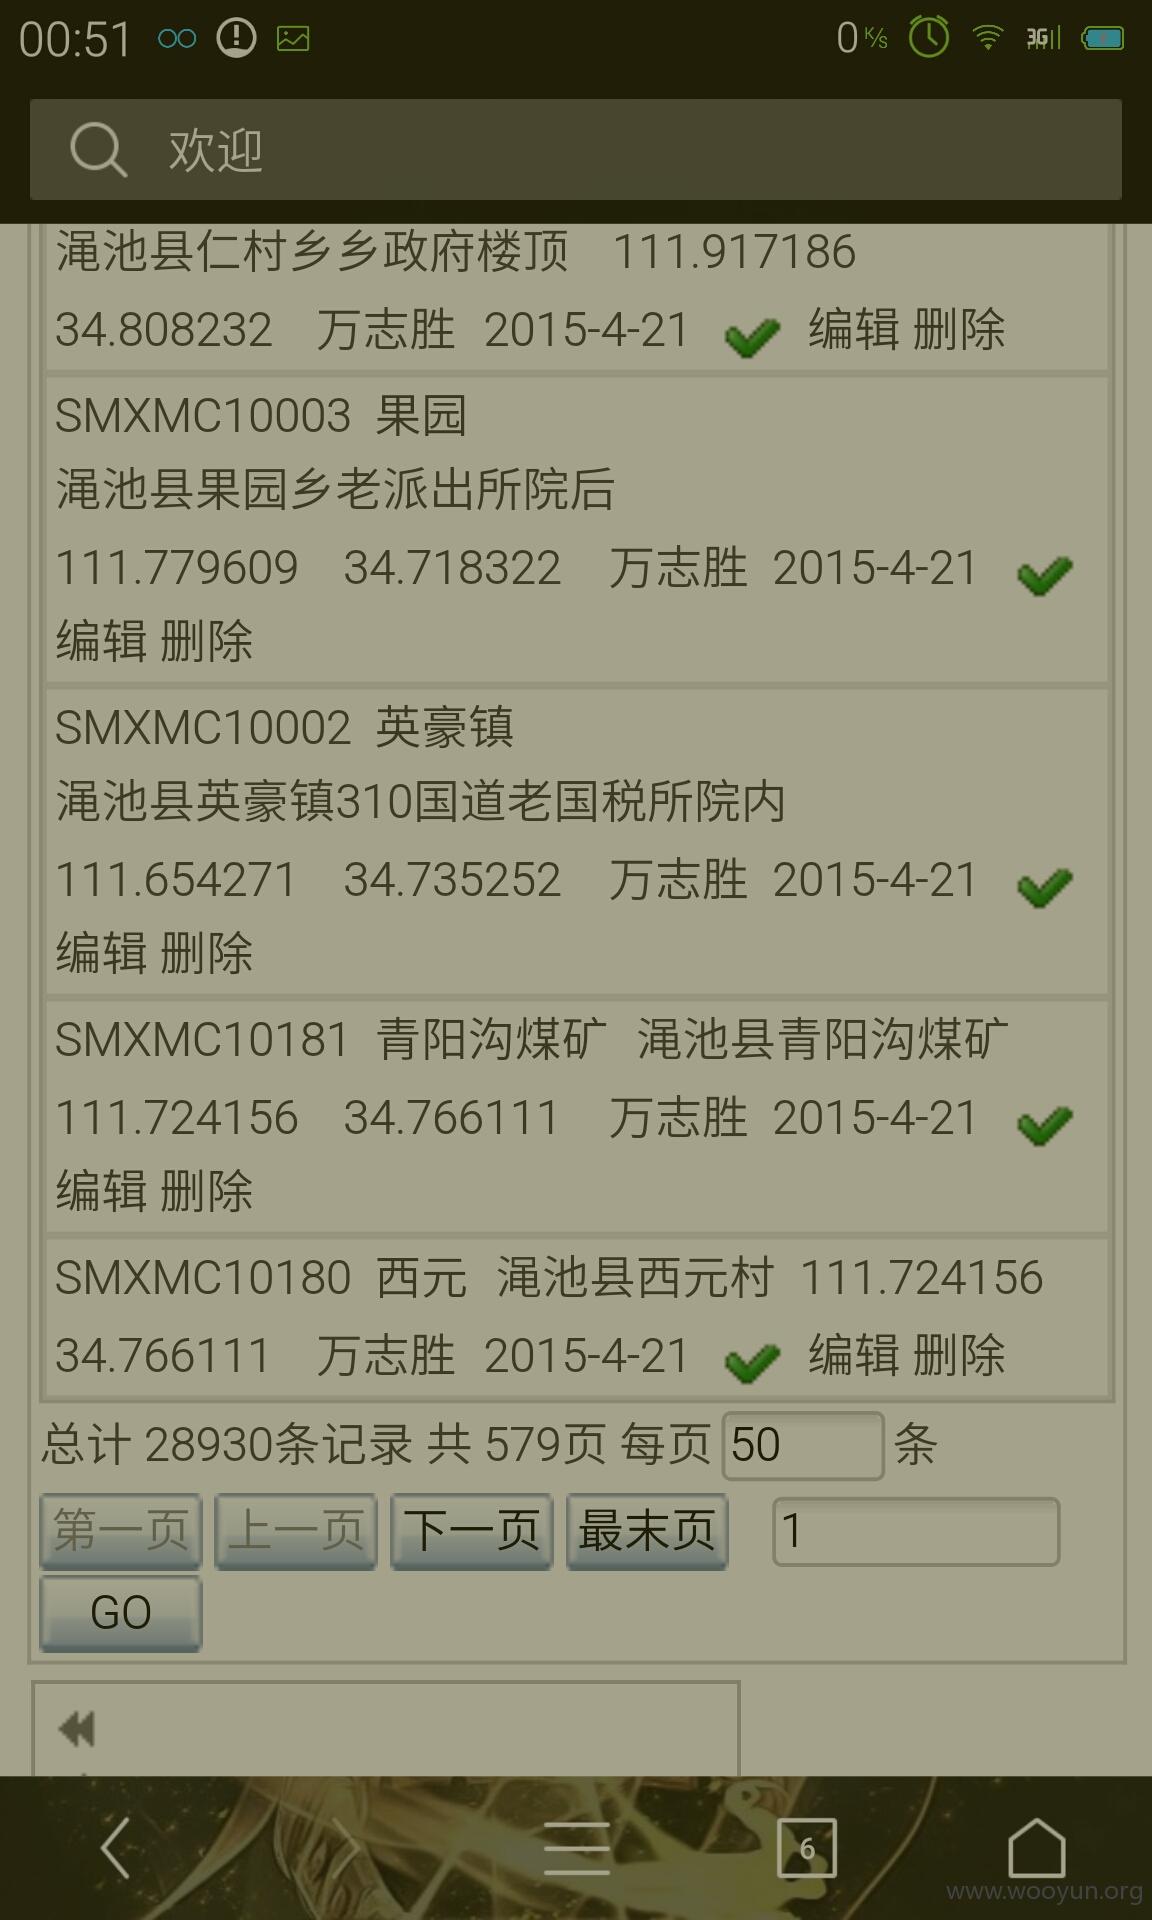 00:51
0 K/s
3G
欢迎
渑池县仁村乡乡政府楼顶 111.917186
34.808232 万志胜 2015-4-21 编辑 删除
SMXMC10003 果园
渑池县果园乡老派出所院后
111.779609 34.718322 万志胜 2015-4-21
编辑 删除
SMXMC10002 英豪镇
渑池县英豪镇310国道老国税所院内
111.654271 34.735252 万志胜 2015-4-21
编辑 删除
SMXMC10181 青阳沟煤矿 渑池县青阳沟煤矿
111.724156 34.766111 万志胜 2015-4-21
编辑 删除
SMXMC10180 西元 渑池县西元村 111.724156
34.766111 万志胜 2015-4-21 编辑 删除
总计 28930条记录 共 579页 每页 50 条
第一页 上一页 下一页 最末页 1
GO
6
www.wooyun.org